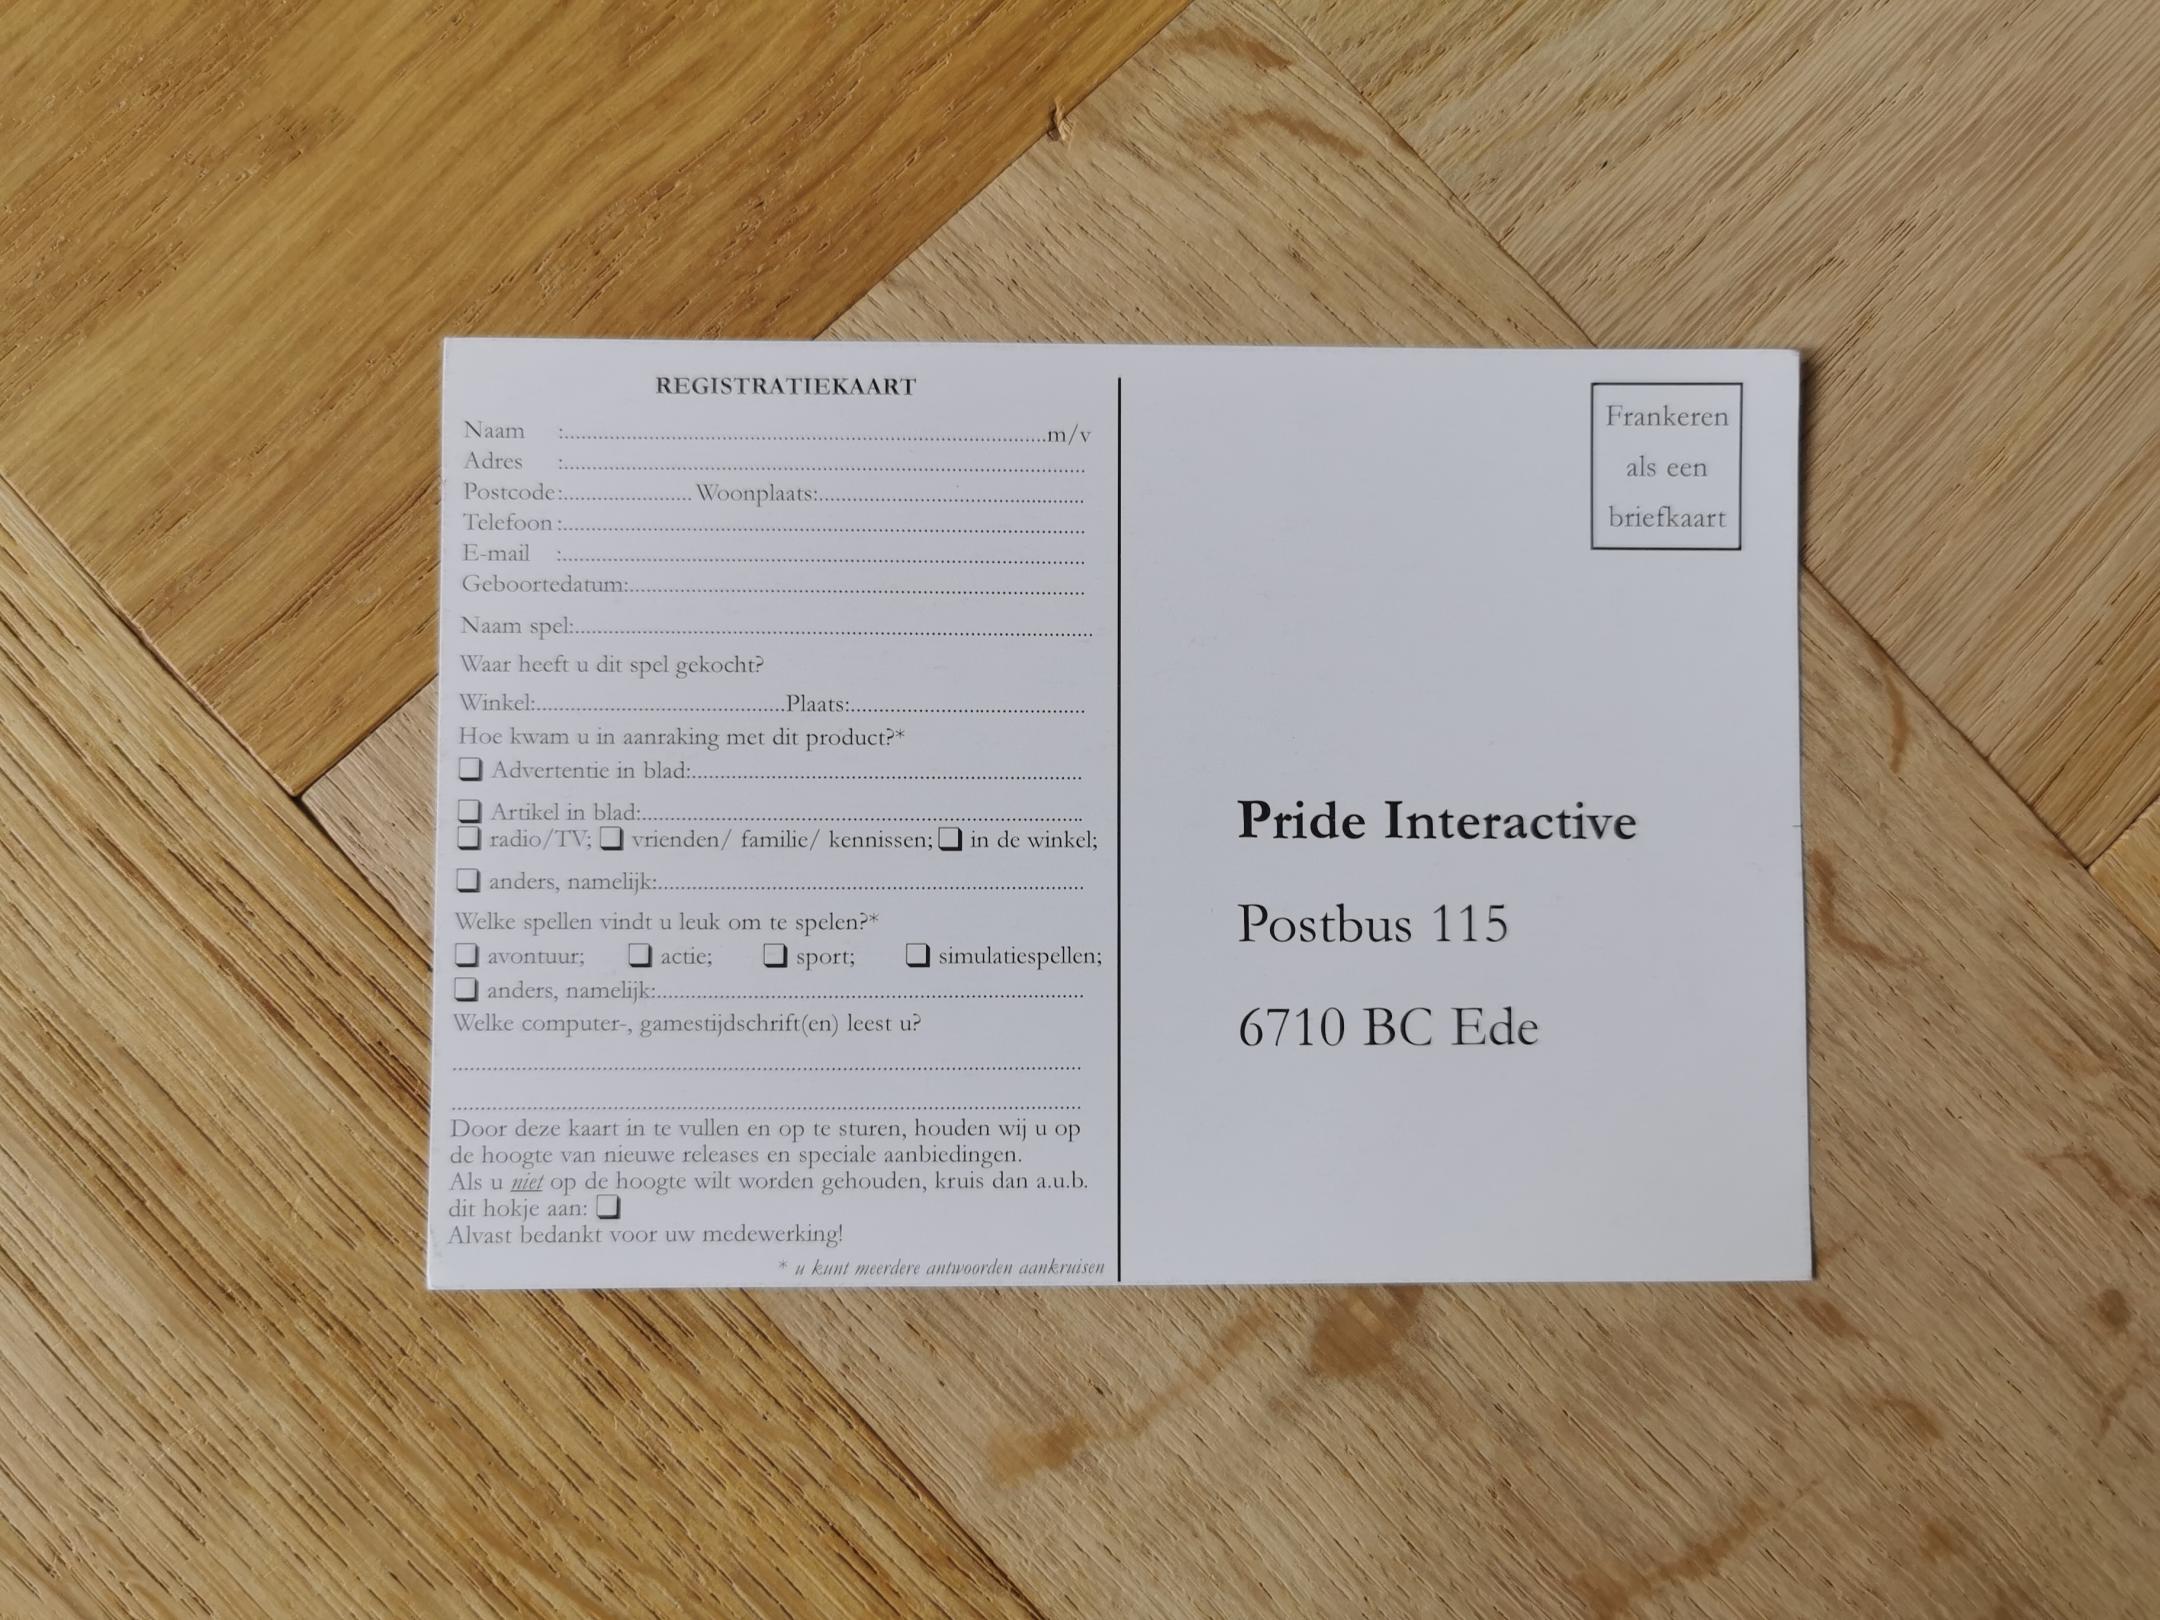 REGISTRATIEKAART
Naam :..........m/v
Adres :..........
Postcode:..........Woonplaats:..........
Telefoon :..........
E-mail :..........
Geboortedatum:..........
Naam spel:..........
Waar heeft u dit spel gekocht?
Winkel:..........Plaats:..........
Hoe kwam u in aanraking met dit product?*
❏ Advertentie in blad:..........
❏ Artikel in blad:..........
❏ radio/TV; ❏ vrienden/ familie/ kennissen; ❏ in de winkel;
❏ anders, namelijk:..........
Welke spellen vindt u leuk om te spelen?*
❏ avontuur; ❏ actie; ❏ sport; ❏ simulatiespellen;
❏ anders, namelijk:..........
Welke computer-, gamestijdschrift(en) leest u?
..........
..........
Door deze kaart in te vullen en op te sturen, houden wij u op
de hoogte van nieuwe releases en speciale aanbiedingen.
Als u niet op de hoogte wilt worden gehouden, kruis dan a.u.b.
dit hokje aan: ❏
Alvast bedankt voor uw medewerking!
* u kunt meerdere antwoorden aankruisen
Frankeren
als een
briefkaart
Pride Interactive
Postbus 115
6710 BC Ede